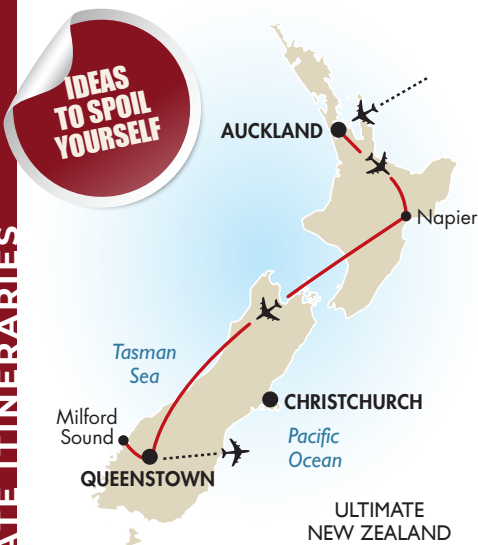 IDEAS
TO SPOIL
YOURSELF
AUCKLAND
Napier
Tasman
Sea
CHRISTCHURCH
Milford
Sound
Pacific
Ocean
QUEENSTOWN
ULTIMATE
NEW ZEALAND
ITINERARIES